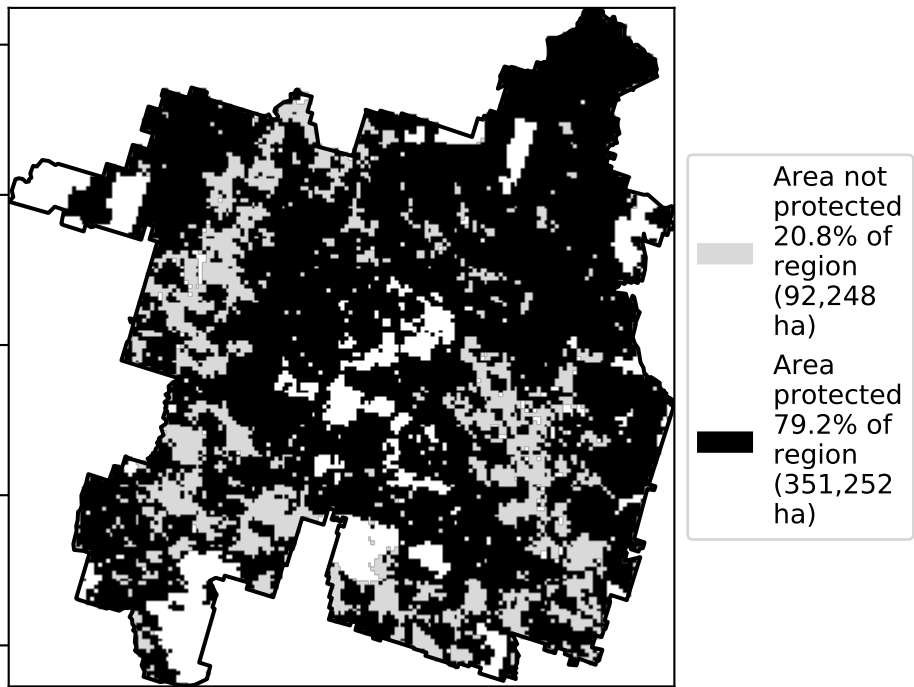 Area not
protected
20.8% of
region
(92,248
ha)
Area
protected
79.2% of
region
(351,252
ha)